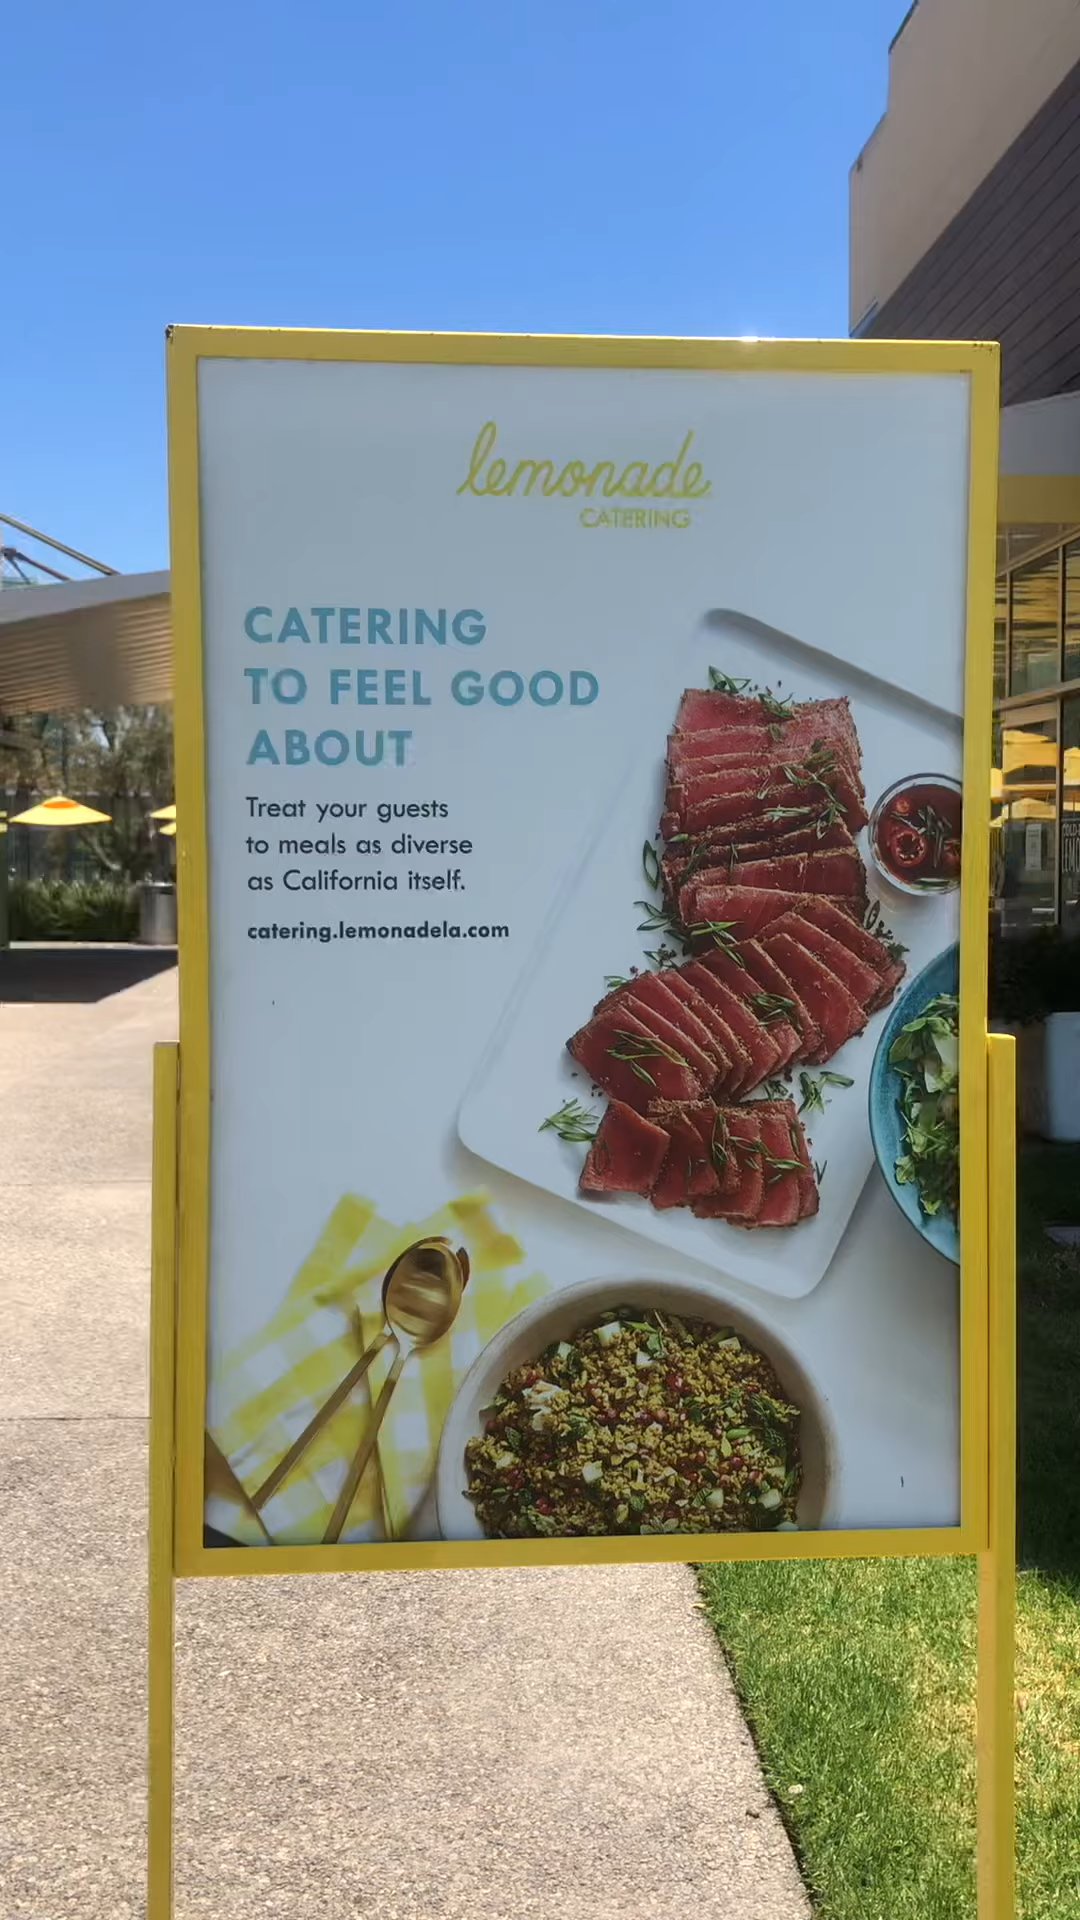 lemonade
CATERING
CATERING
TO FEEL GOOD
ABOUT
Treat your guests
to meals as diverse
as California itself.
catering.lemonadela.com